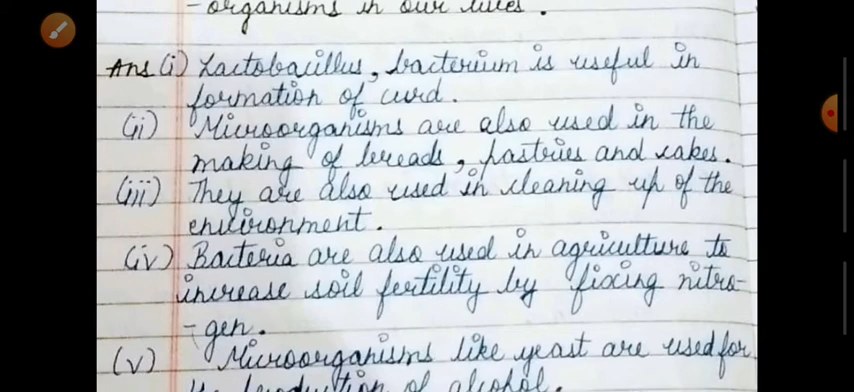 -organisms in our lives.
Ans (i) Lactobacillus, bacterium is useful in
formation of curd.
(ii) Microorganisms are also used in the
making of breads, pastries and cakes.
(iii) They are also used in cleaning up of the
environment.
(iv) Bacteria are also used in agriculture to
increase soil fertility by fixing nitro-
-gen.
(v) Microorganisms like yeast are used for
the production of alcohol.